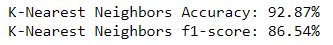 K-Nearest Neighbors Accuracy: 92.87%
K-Nearest Neighbors f1-score: 86.54%